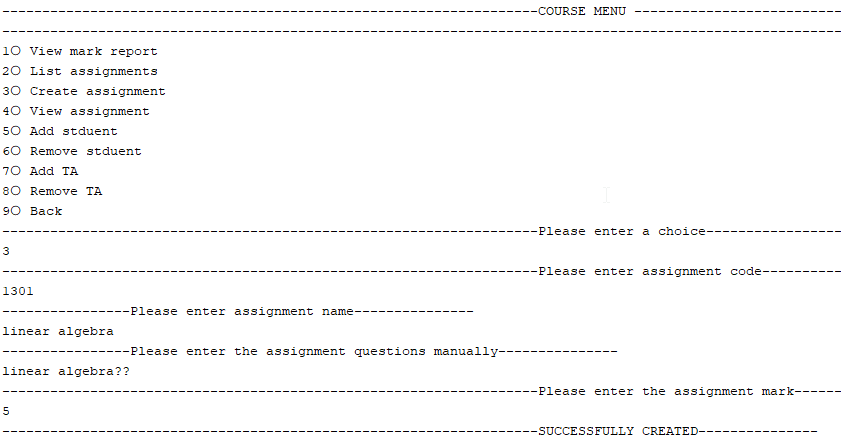 -------------------------------------------------------------------COURSE MENU --------------------------
---------------------------------------------------------------------------------------------------------
1○ View mark report
2○ List assignments
3○ Create assignment
4○ View assignment
5○ Add stduent
6○ Remove stduent
7○ Add TA
8○ Remove TA
9○ Back
-------------------------------------------------------------------Please enter a choice-----------------
3
-------------------------------------------------------------------Please enter assignment code----------
1301
----------------Please enter assignment name---------------
linear algebra
----------------Please enter the assignment questions manually---------------
linear algebra??
-------------------------------------------------------------------Please enter the assignment mark------
5
-------------------------------------------------------------------SUCCESSFULLY CREATED---------------